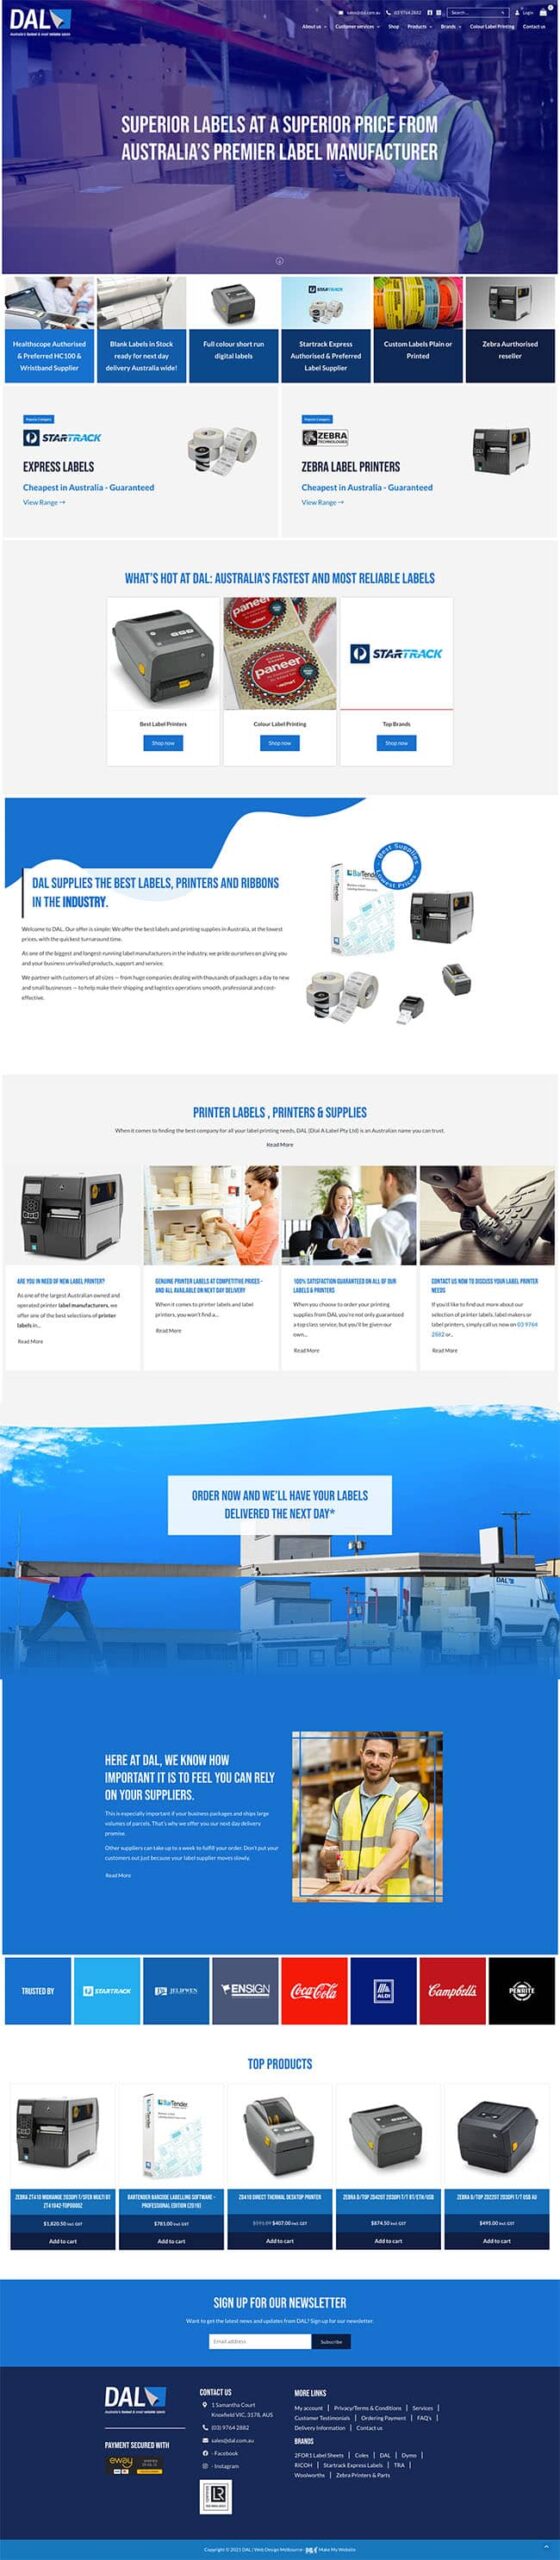 DAL
Australia's fastest & most reliable labels
sales@dal.com.au
(03) 9764 2882
Search ...
Login
About us
Customer services
Shop
Products
Brands
Colour Label Printing
Contact us
SUPERIOR LABELS AT A SUPERIOR PRICE FROM
AUSTRALIA'S PREMIER LABEL MANUFACTURER
STARTRACK
Healthscope Authorised
& Preferred HC100 &
Wristband Supplier
Blank Labels in Stock
ready for next day
delivery Australia wide!
Full colour short run
digital labels
Startrack Express
Authorised & Preferred
Label Supplier
Custom Labels Plain or
Printed
Zebra Aurthorised
reseller
Popular Category
STARTRACK
EXPRESS LABELS
Cheapest in Australia - Guaranteed
View Range →
Popular Category
ZEBRA
TECHNOLOGIES
ZEBRA LABEL PRINTERS
Cheapest in Australia - Guaranteed
View Range →
WHAT'S HOT AT DAL: AUSTRALIA'S FASTEST AND MOST RELIABLE LABELS
paneer
STARTRACK
Best Label Printers
Shop now
Colour Label Printing
Shop now
Top Brands
Shop now
DAL SUPPLIES THE BEST LABELS, PRINTERS AND RIBBONS
IN THE INDUSTRY.
Welcome to DAL. Our offer is simple: We offer the best labels and printing supplies in Australia, at the lowest
prices, with the quickest turnaround time.
As one of the biggest and longest-running label manufacturers in the industry, we pride ourselves on giving you
and your business unrivalled products, support and service.
We partner with customers of all sizes — from huge companies dealing with thousands of packages a day to new
and small businesses — to help make their shipping and logistics operations smooth, professional and cost-
effective.
Best Supplies
Lowest Prices
BarTender
PRINTER LABELS , PRINTERS & SUPPLIES
When it comes to finding the best company for all your label printing needs, DAL (Dial A Label Pty Ltd) is an Australian name you can trust.
Read More
ARE YOU IN NEED OF NEW LABEL PRINTER?
As one of the largest Australian owned and
operated printer label manufacturers, we
offer one of the best selections of printer
labels in...
Read More
GENUINE PRINTER LABELS AT COMPETITIVE PRICES -
AND ALL AVAILABLE ON NEXT DAY DELIVERY
When it comes to printer labels and label
printers, you won't find a...
Read More
100% SATISFACTION GUARANTEED ON ALL OF OUR
LABELS & PRINTERS
When you choose to order your printing
supplies from DAL, you're not only guaranteed
a top class service, but you'll be given our
own...
Read More
CONTACT US NOW TO DISCUSS YOUR LABEL PRINTER
NEEDS
If you'd like to find out more about our
selection of printer labels, label makers or
label printers, simply call us now on 03 9764
2882 or..
Read More
ORDER NOW AND WE'LL HAVE YOUR LABELS
DELIVERED THE NEXT DAY*
DAL
HERE AT DAL, WE KNOW HOW
IMPORTANT IT IS TO FEEL YOU CAN RELY
ON YOUR SUPPLIERS.
This is especially important if your business packages and ships large
volumes of parcels. That's why we offer you our next day delivery
promise.
Other suppliers can take up to a week to fulfill your order. Don't put your
customers out just because your label supplier moves slowly.
Read More
TRUSTED BY
STARTRACK
JELD WEN
ENSIGN
Coca-Cola
ALDI
Campbell's
PENRITE
TOP PRODUCTS
BarTender
ZEBRA ZT410 MIDRANGE 203DPI T/SFER MULTI BT
ZT41042-T0P0000Z
$1,820.50 incl. GST
Add to cart
BARTENDER BARCODE LABELLING SOFTWARE –
PROFESSIONAL EDITION (2019)
$781.00 incl. GST
Add to cart
ZD410 DIRECT THERMAL DESKTOP PRINTER
$407.00 incl. GST
Add to cart
ZEBRA D/TOP ZD420T 203DPI T/T BT/ETH/USB
$874.50 incl. GST
Add to cart
ZEBRA D/TOP ZD220T 203DPI T/T USB AU
$495.00 incl. GST
Add to cart
SIGN UP FOR OUR NEWSLETTER
Want to get the latest news and updates from DAL? Sign up for our newsletter.
Email address
Subscribe
DAL
Australia's fastest & most reliable labels
PAYMENT SECURED WITH
eway
CONTACT US
1 Samantha Court
Knoxfield VIC, 3178, AUS
(03) 9764 2882
sales@dal.com.au
- Facebook
- Instagram
LR
MORE LINKS
My account | Privacy/Terms & Conditions | Services |
Customer Testimonials | Ordering Payment | FAQ's |
Delivery Information | Contact us
BRANDS
2FOR1 Label Sheets | Coles | DAL | Dymo |
RICOH | Startrack Express Labels | TRA |
Woolworths | Zebra Printers & Parts
Copyright © 2021 DAL | Web Design Melbourne - Make My Website